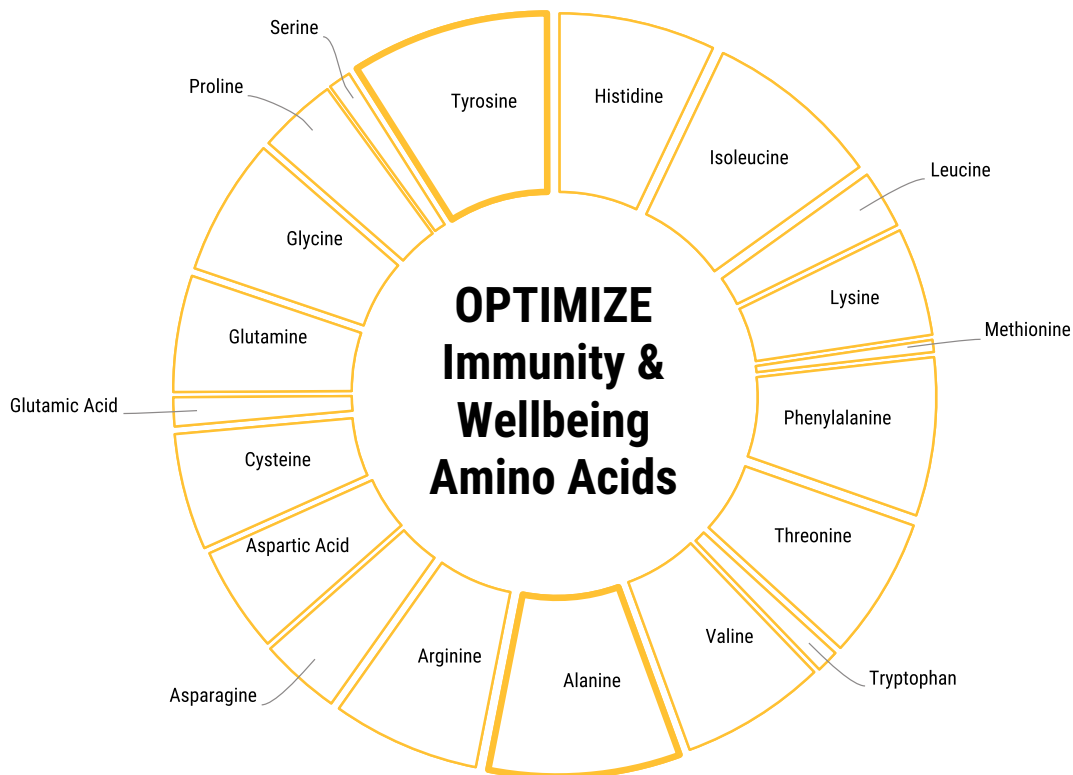 OPTIMIZE
Immunity &
Wellbeing
Amino Acids
Histidine
Isoleucine
Leucine
Lysine
Methionine
Phenylalanine
Threonine
Tryptophan
Valine
Alanine
Arginine
Asparagine
Aspartic Acid
Cysteine
Glutamic Acid
Glutamine
Glycine
Proline
Serine
Tyrosine